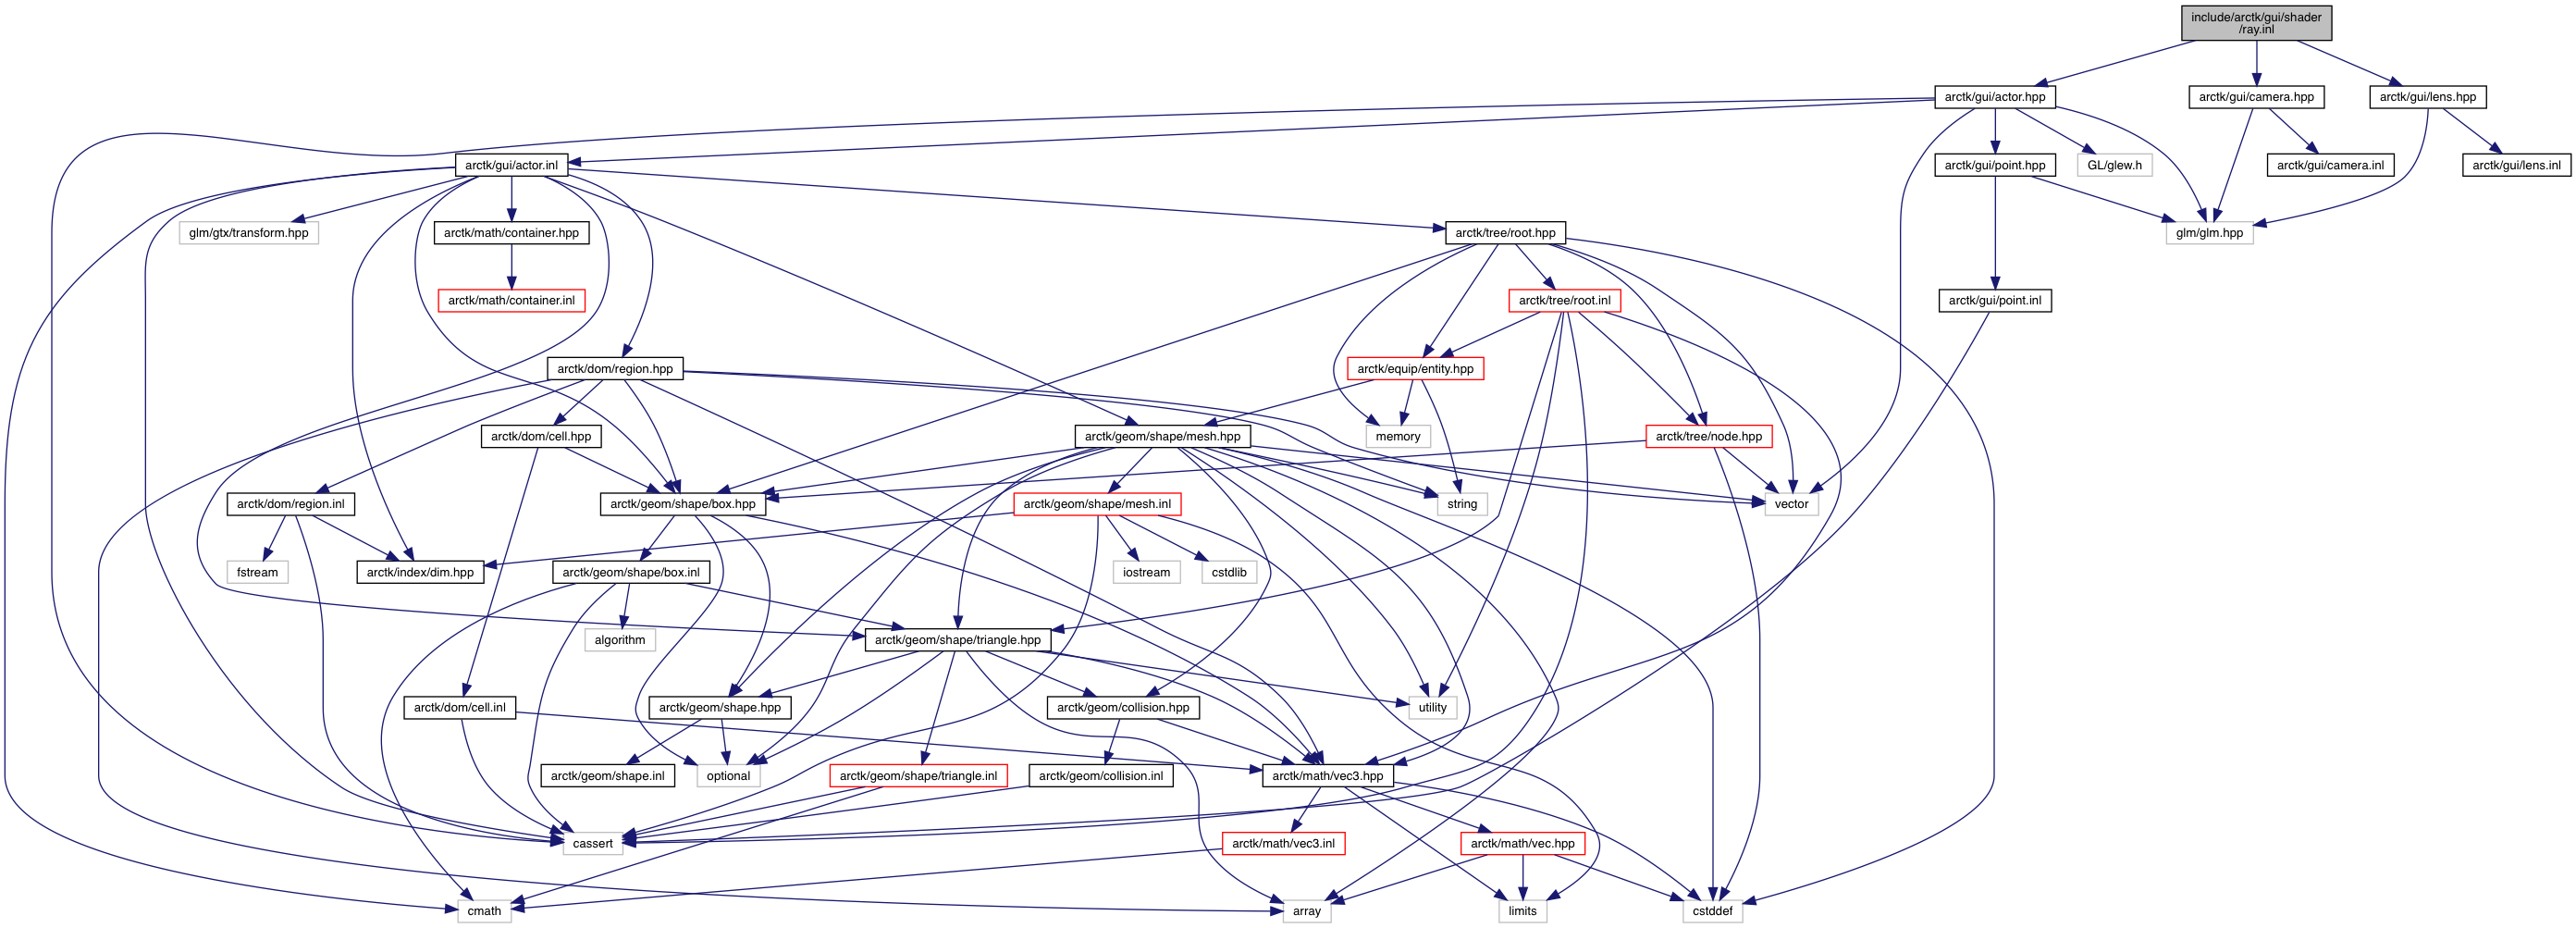 include/arctk/gui/shader
/ray.inl
arctk/gui/actor.hpp
arctk/gui/camera.hpp
arctk/gui/lens.hpp
arctk/gui/actor.inl
arctk/gui/point.hpp
GL/glew.h
arctk/gui/camera.inl
arctk/gui/lens.inl
glm/gtx/transform.hpp
arctk/math/container.hpp
arctk/tree/root.hpp
glm/glm.hpp
arctk/math/container.inl
arctk/tree/root.inl
arctk/gui/point.inl
arctk/dom/region.hpp
arctk/equip/entity.hpp
arctk/dom/cell.hpp
arctk/geom/shape/mesh.hpp
memory
arctk/tree/node.hpp
arctk/dom/region.inl
arctk/geom/shape/box.hpp
arctk/geom/shape/mesh.inl
string
vector
fstream
arctk/index/dim.hpp
arctk/geom/shape/box.inl
iostream
cstdlib
algorithm
arctk/geom/shape/triangle.hpp
arctk/dom/cell.inl
arctk/geom/shape.hpp
arctk/geom/collision.hpp
utility
arctk/geom/shape.inl
optional
arctk/geom/shape/triangle.inl
arctk/geom/collision.inl
arctk/math/vec3.hpp
cassert
arctk/math/vec3.inl
arctk/math/vec.hpp
cmath
array
limits
cstddef